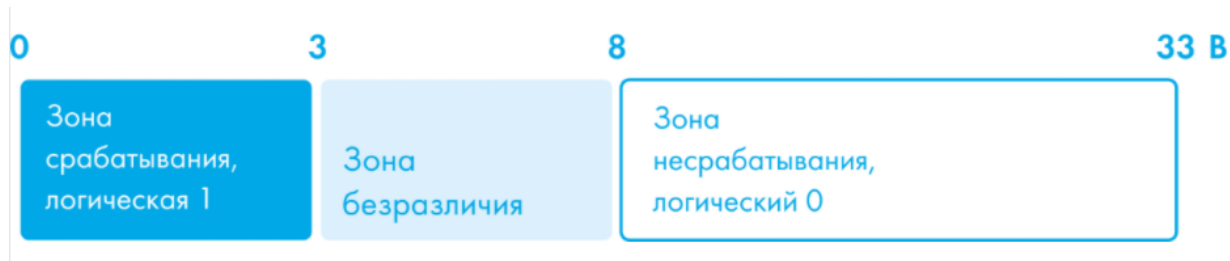 0 3 8 33 В
Зона
срабатывания,
логическая 1
Зона
безразличия
Зона
несрабатывания,
логический 0